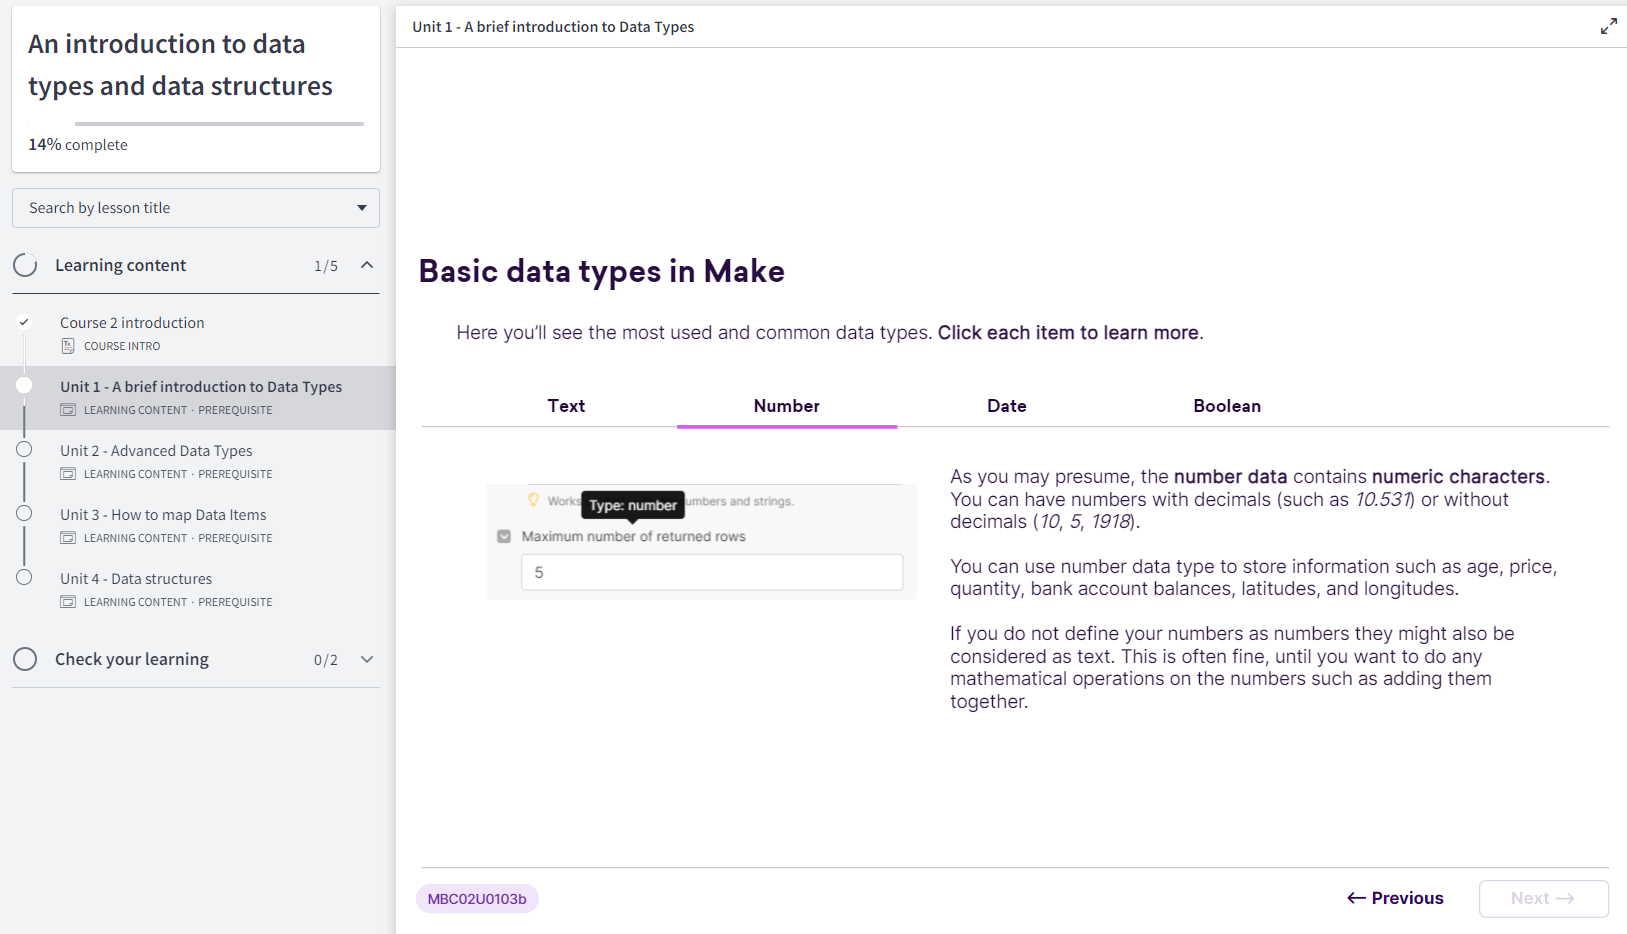 An introduction to data
types and data structures
14% complete
Search by lesson title
Learning content 1/5
Course 2 introduction
COURSE INTRO
Unit 1 - A brief introduction to Data Types
LEARNING CONTENT · PREREQUISITE
Unit 2 - Advanced Data Types
LEARNING CONTENT · PREREQUISITE
Unit 3 - How to map Data Items
LEARNING CONTENT · PREREQUISITE
Unit 4 - Data structures
LEARNING CONTENT · PREREQUISITE
Check your learning 0/2
Unit 1 - A brief introduction to Data Types
Basic data types in Make
Here you'll see the most used and common data types. Click each item to learn more.
Text Number Date Boolean
Works umbers and strings.
Type: number
Maximum number of returned rows
5
As you may presume, the number data contains numeric characters.
You can have numbers with decimals (such as 10.531) or without
decimals (10, 5, 1918).
You can use number data type to store information such as age, price,
quantity, bank account balances, latitudes, and longitudes.
If you do not define your numbers as numbers they might also be
considered as text. This is often fine, until you want to do any
mathematical operations on the numbers such as adding them
together.
MBC02U0103b
← Previous
Next →